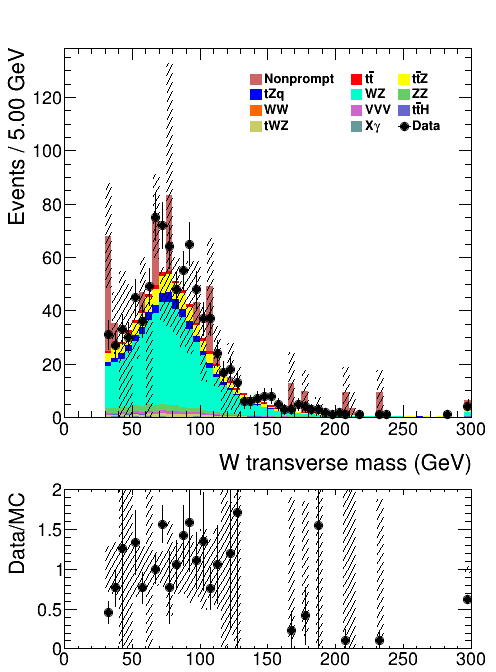 Events / 5.00 GeV
120
100
80
60
40
20
0
Nonprompt tt̄ tt̄Z
tZq WZ ZZ
WW VVV tt̄H
tWZ Xγ Data
0 50 100 150 200 250 300
W transverse mass (GeV)
Data/MC
2
1.5
1
0.5
0
0 50 100 150 200 250 300